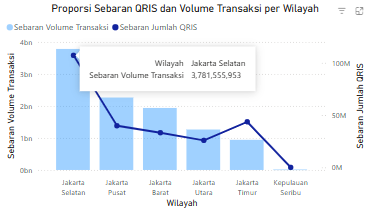 Proporsi Sebaran QRIS dan Volume Transaksi per Wilayah
Sebaran Volume Transaksi Sebaran Jumlah QRIS
4bn
3bn
2bn
1bn
0bn
Sebaran Volume Transaksi
Wilayah Jakarta Selatan
Sebaran Volume Transaksi 3,781,555,953
100M
50M
0M
Sebaran Jumlah QRIS
Jakarta Selatan
Jakarta Pusat
Jakarta Barat
Jakarta Utara
Jakarta Timur
Kepulauan Seribu
Wilayah